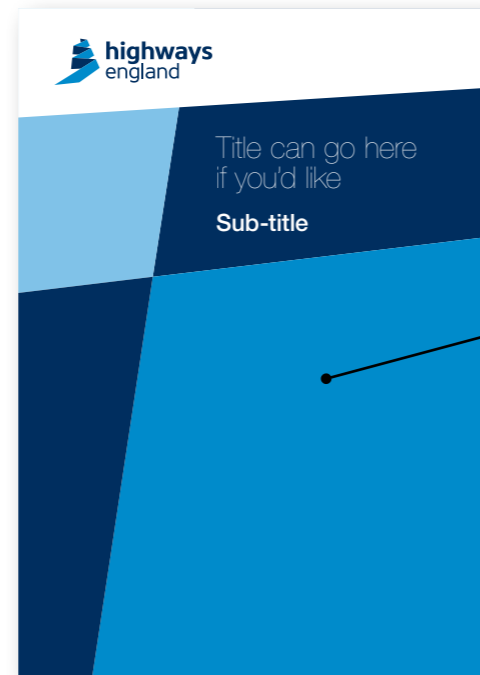 highways
england
Title can go here
if you'd like
Sub-title